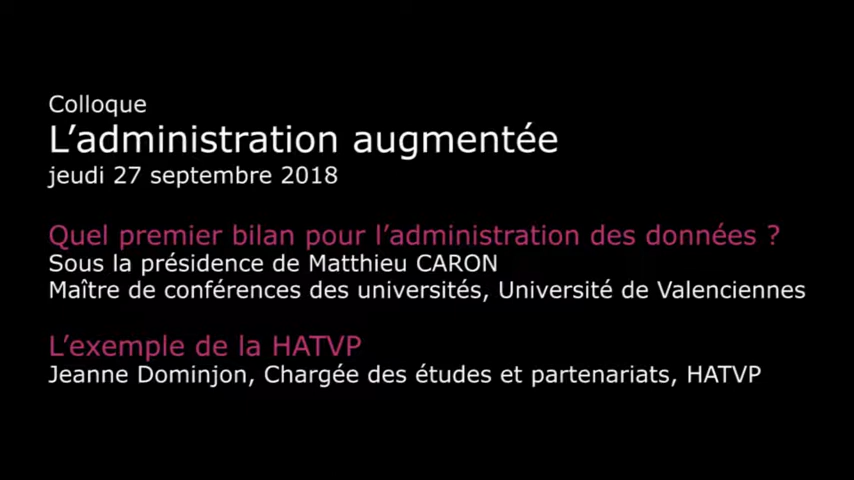 Colloque
L’administration augmentée
jeudi 27 septembre 2018
Quel premier bilan pour l’administration des données ?
Sous la présidence de Matthieu CARON
Maître de conférences des universités, Université de Valenciennes
L’exemple de la HATVP
Jeanne Dominjon, Chargée des études et partenariats, HATVP